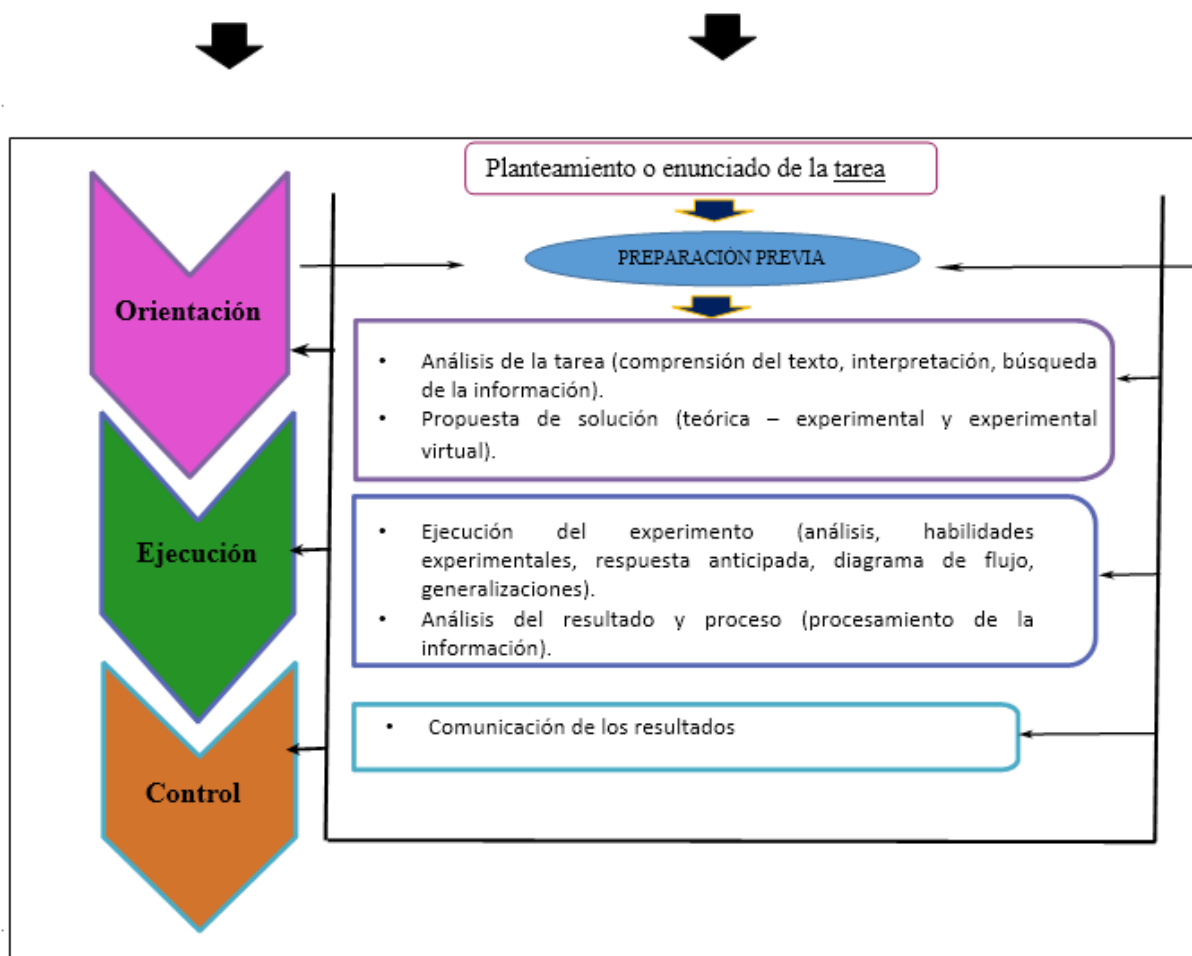 Planteamiento o enunciado de la tarea
PREPARACIÓN PREVIA
Orientación
• Análisis de la tarea (comprensión del texto, interpretación, búsqueda
de la información).
• Propuesta de solución (teórica – experimental y experimental
virtual).
Ejecución
• Ejecución del experimento (análisis, habilidades
experimentales, respuesta anticipada, diagrama de flujo,
generalizaciones).
• Análisis del resultado y proceso (procesamiento de la
información).
Control
• Comunicación de los resultados